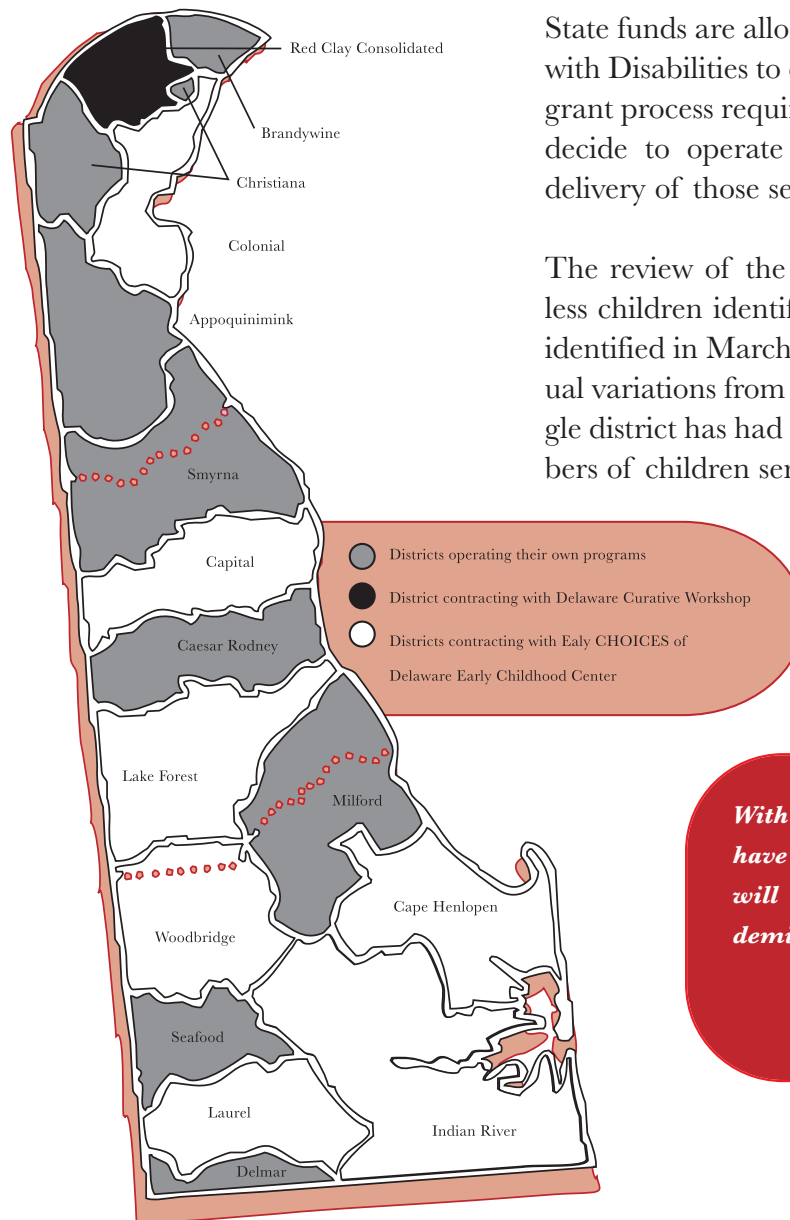 State funds are allo
with Disabilities to
grant process requi
decide to operate
delivery of those se
The review of the
less children identif
identified in March
ual variations from
gle district has had
bers of children ser
Red Clay Consolidated
Brandywine
Christiana
Colonial
Appoquinimink
Smyrna
Capital
Caesar Rodney
Lake Forest
Milford
Woodbridge
Cape Henlopen
Seafood
Laurel
Indian River
Delmar
Districts operating their own programs
District contracting with Delaware Curative Workshop
Districts contracting with Ealy CHOICES of
Delaware Early Childhood Center
With
have
will
demi